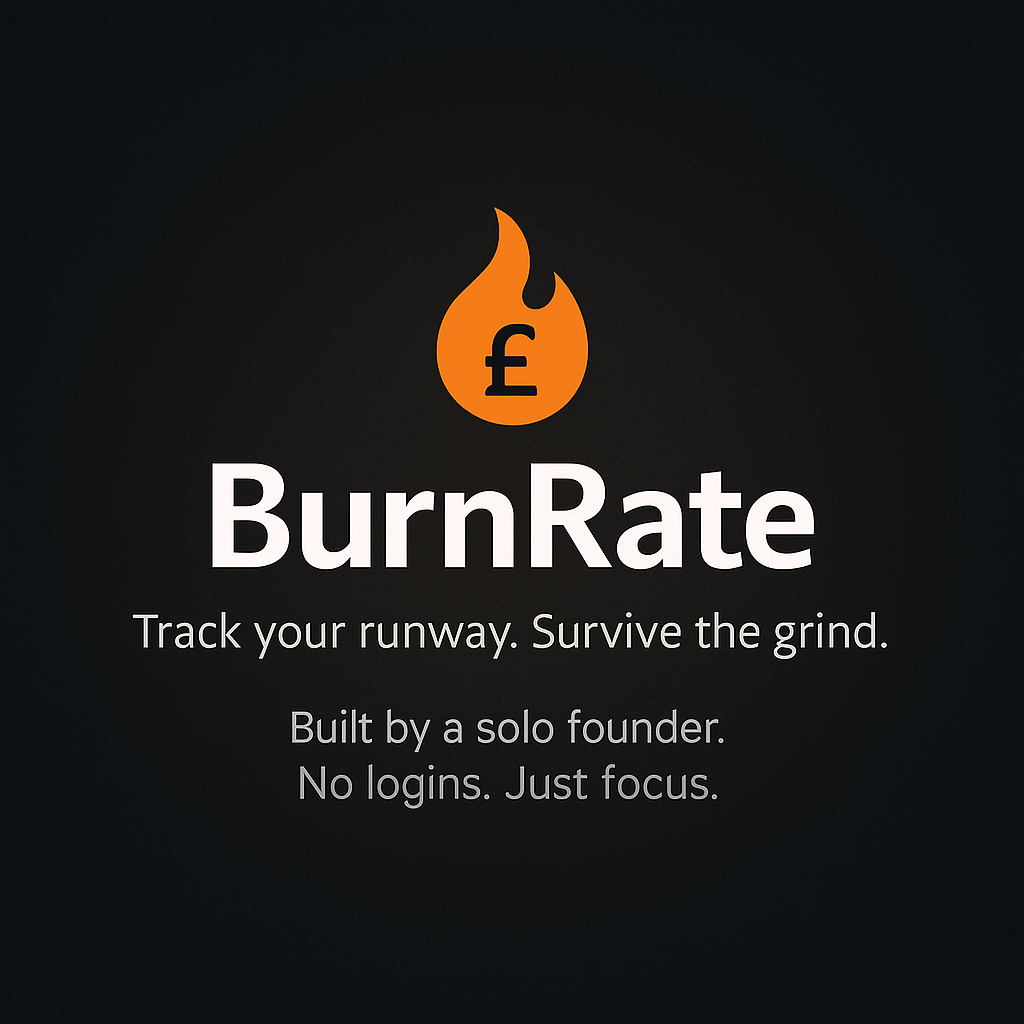 £
BurnRate
Track your runway. Survive the grind.
Built by a solo founder.
No logins. Just focus.